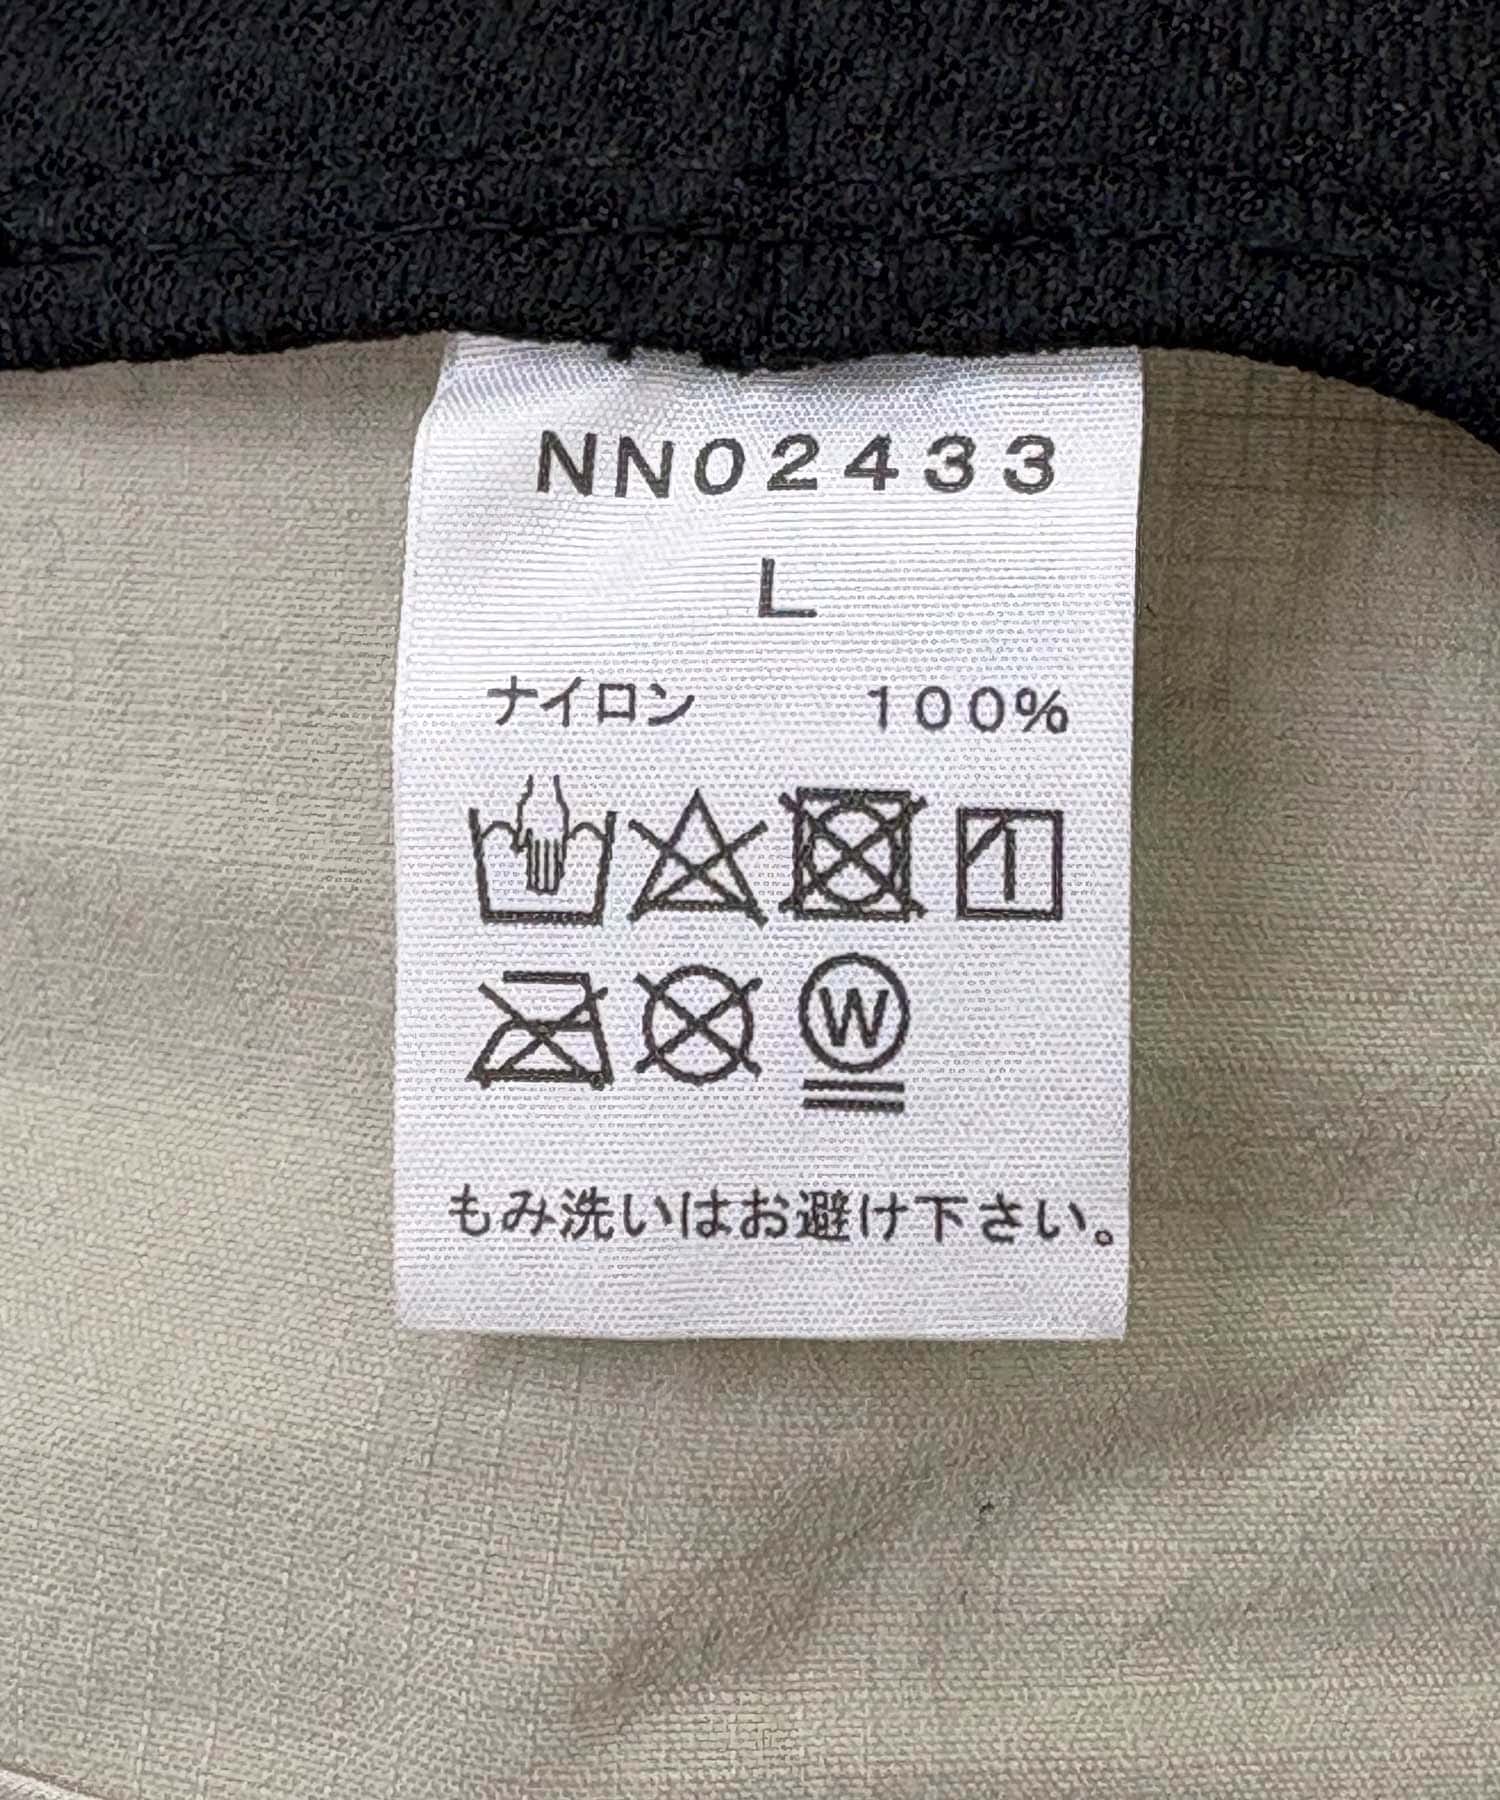 NN02433
L
ナイロン 100%
W
もみ洗いはお避け下さい。